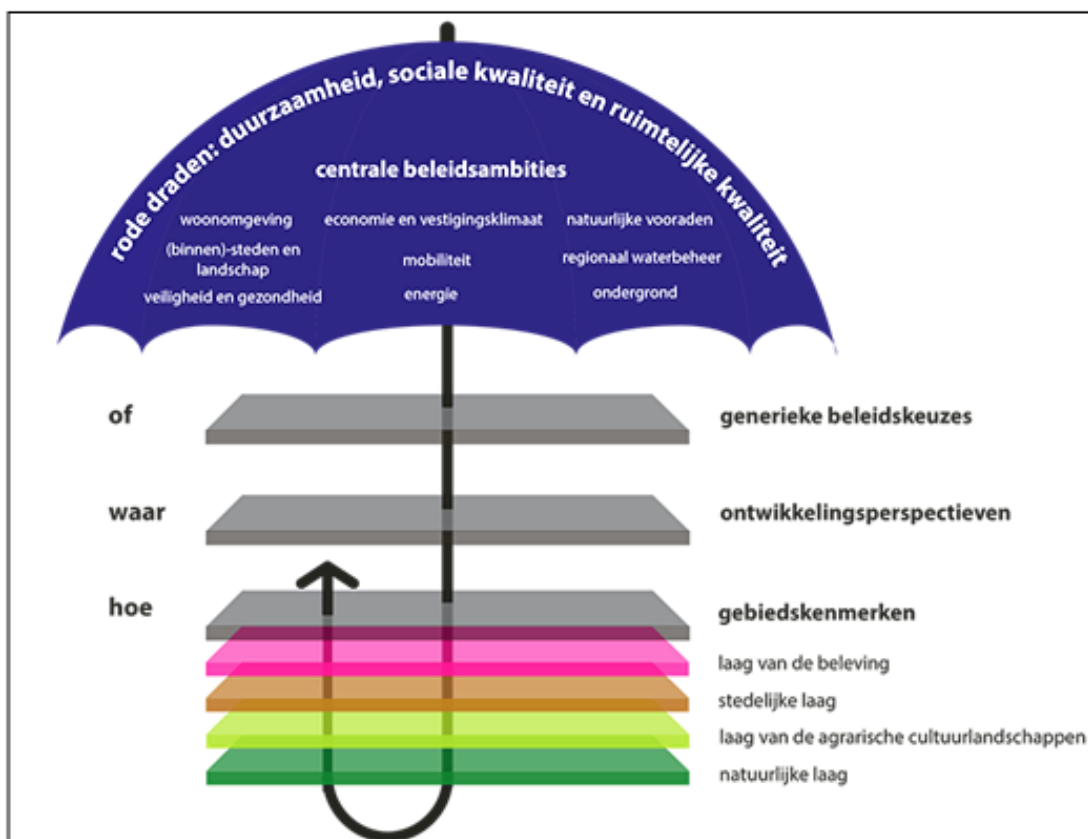 rode draden: duurzaamheid, sociale kwaliteit en ruimtelijke kwaliteit
centrale beleidsambities
woonomgeving
(binnen)-steden en
landschap
veiligheid en gezondheid
economie en vestigingsklimaat
mobiliteit
energie
natuurlijke vooraden
regionaal waterbeheer
ondergrond
of
generieke beleidskeuzes
waar
ontwikkelingsperspectieven
hoe
gebiedskenmerken
laag van de beleving
stedelijke laag
laag van de agrarische cultuurlandschappen
natuurlijke laag